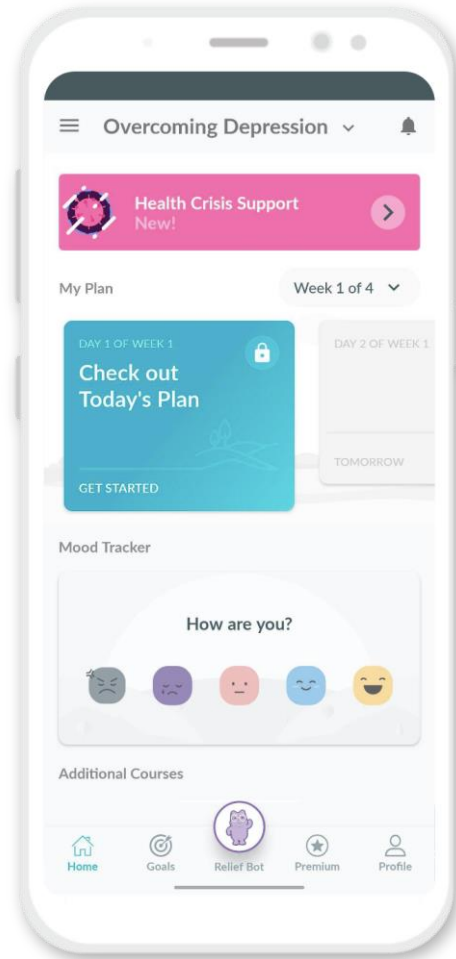 Overcoming Depression
Health Crisis Support
New!
My Plan
Week 1 of 4
DAY 1 OF WEEK 1
Check out
Today's Plan
GET STARTED
DAY 2 OF WEEK 1
TOMORROW
Mood Tracker
How are you?
Additional Courses
Home
Goals
Relief Bot
Premium
Profile